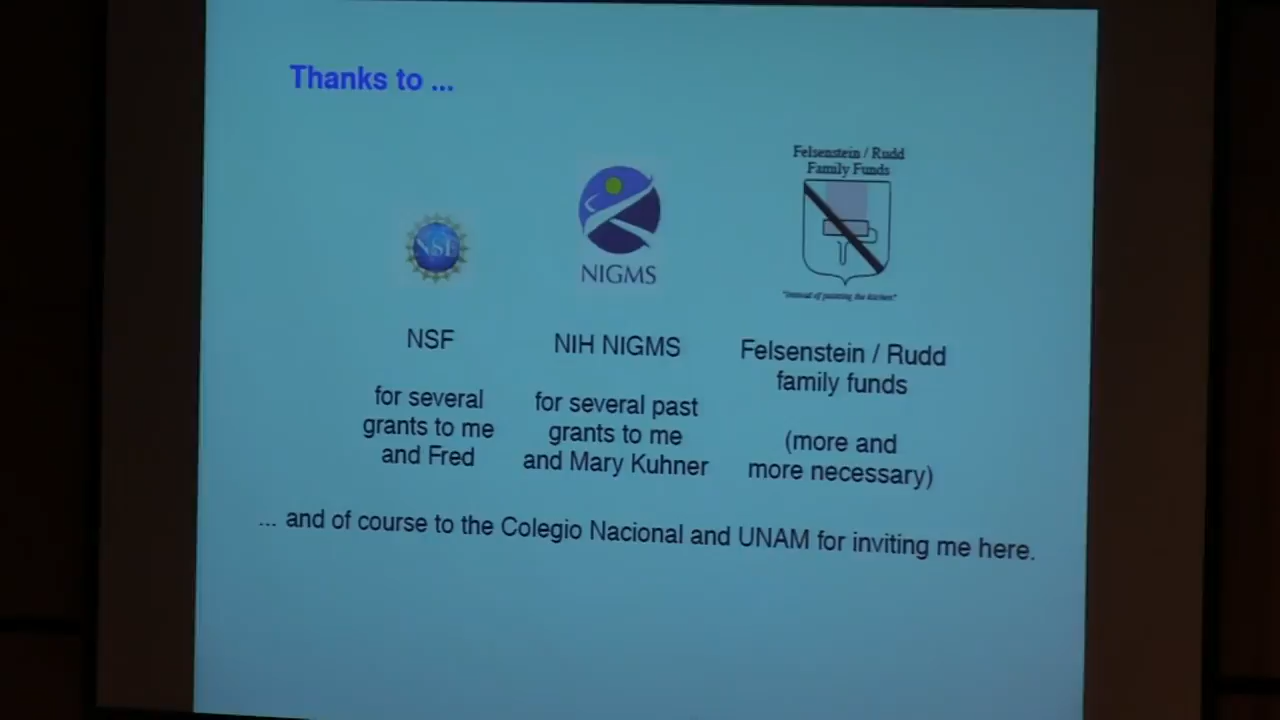 Thanks to ...
Felsenstein / Rudd
Family Funds
NSF
NIGMS
"instead of painting the kitchen"
NSF
for several
grants to me
and Fred
NIH NIGMS
for several past
grants to me
and Mary Kuhner
Felsenstein / Rudd
family funds
(more and
more necessary)
... and of course to the Colegio Nacional and UNAM for inviting me here.